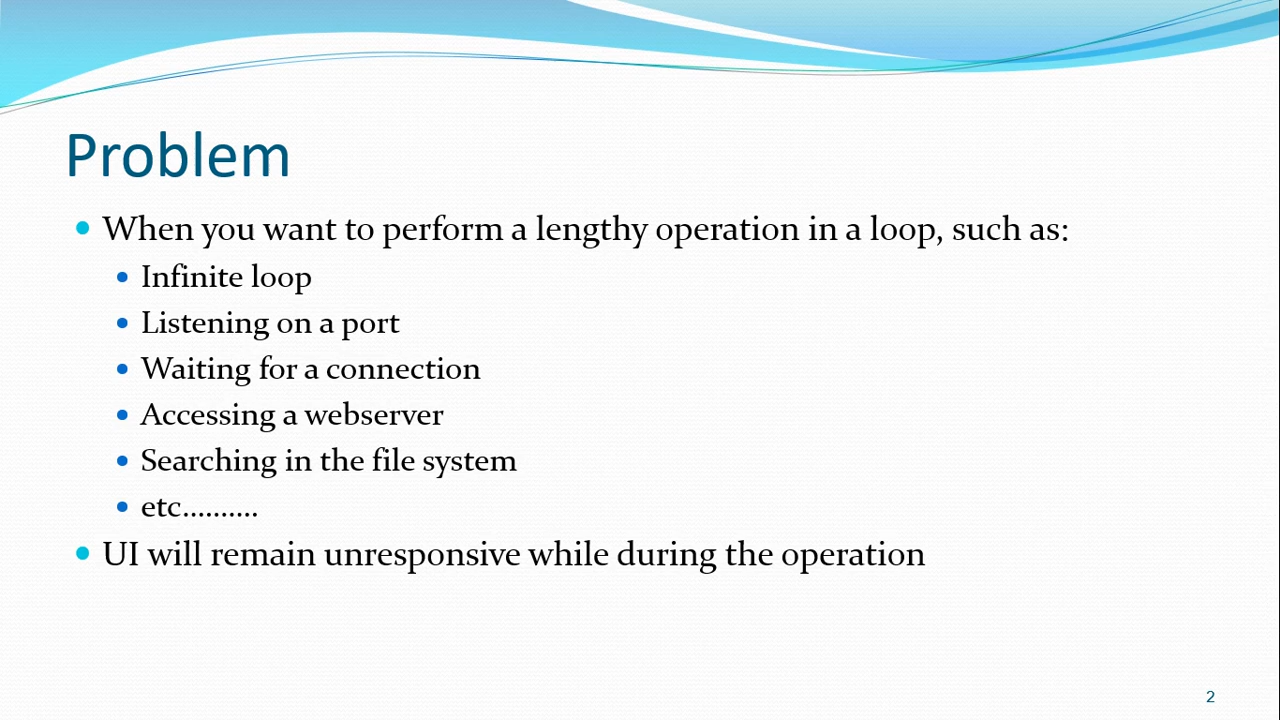 Problem
When you want to perform a lengthy operation in a loop, such as:
Infinite loop
Listening on a port
Waiting for a connection
Accessing a webserver
Searching in the file system
etc..........
UI will remain unresponsive while during the operation
2